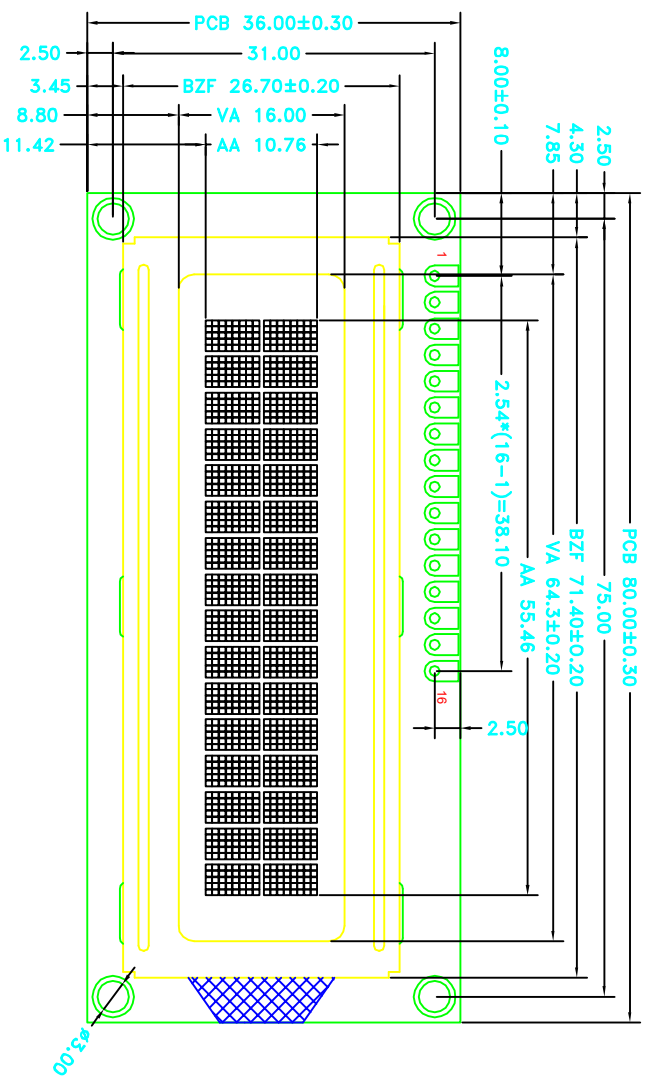 PCB 36.00±0.30
2.50
31.00
3.45
BZF 26.70±0.20
8.80
VA 16.00
11.42
AA 10.76
8.00±0.10
7.85
4.30
2.50
1
2.54*(16-1)=38.10
AA 55.46
VA 64.3±0.20
BZF 71.40±0.20
75.00
PCB 80.00±0.30
16
2.50
ø3.00